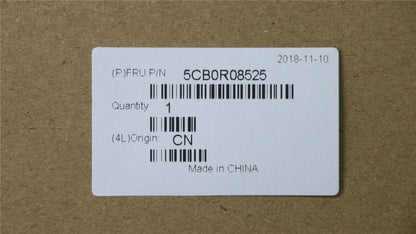 2018-11-10
(P)FRU P/N 5CB0R08525
Quantity 1
(4L)Origin CN
Made in CHINA